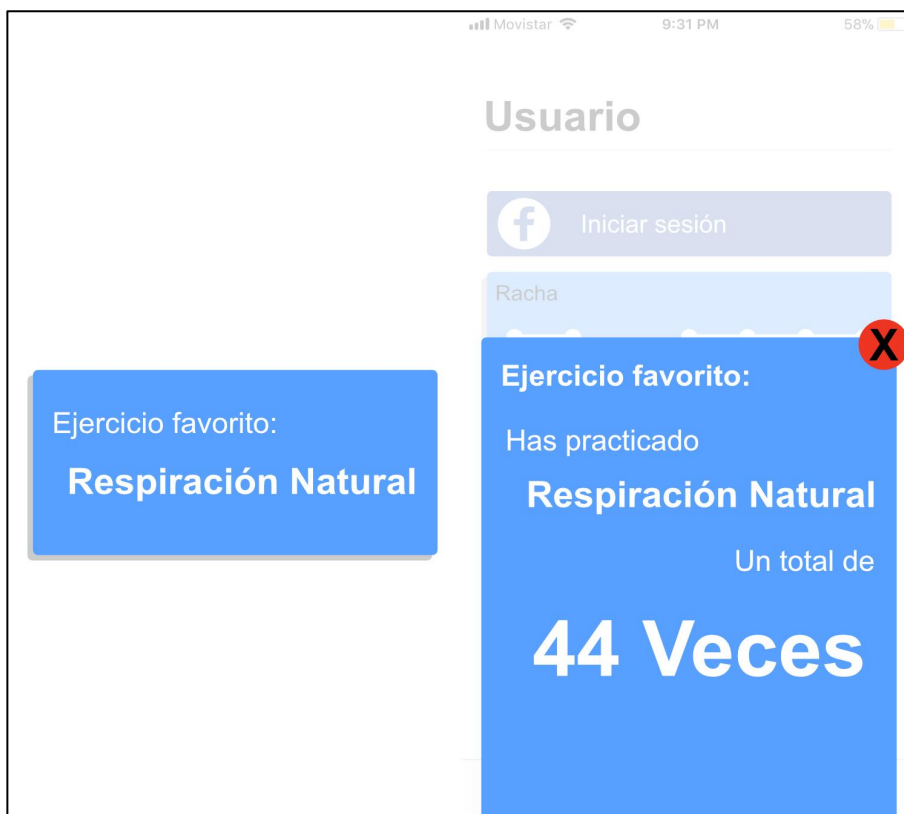 Ejercicio favorito:
Respiración Natural
Movistar 9:31 PM 58%
Usuario
f Iniciar sesión
Racha
X
Ejercicio favorito:
Has practicado
Respiración Natural
Un total de
44 Veces